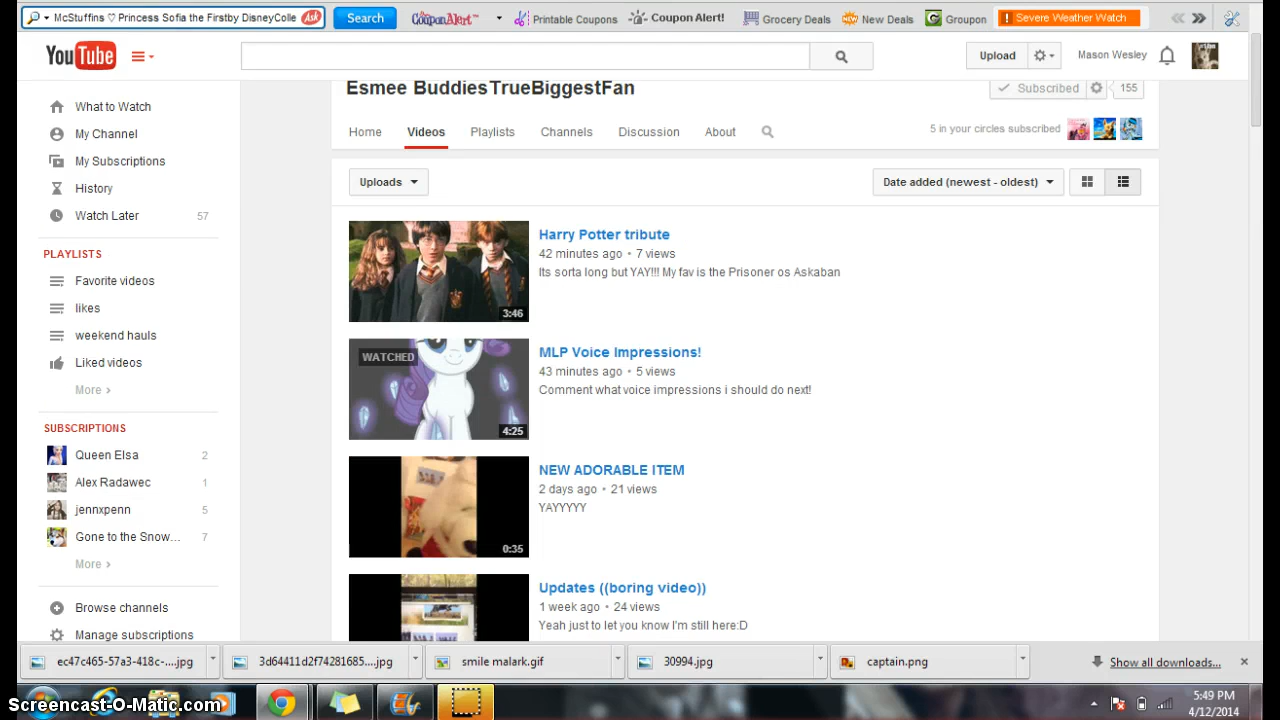 McStuffins ♡ Princess Sofia the Firstby DisneyColle Ask Search CouponAlert™ Printable Coupons Coupon Alert! Grocery Deals New Deals Groupon Severe Weather Watch
YouTube Upload Mason Wesley
Esmee BuddiesTrueBiggestFan Subscribed 155
Home Videos Playlists Channels Discussion About 5 in your circles subscribed
Uploads Date added (newest - oldest)
What to Watch
My Channel
My Subscriptions
History
Watch Later 57
PLAYLISTS
Favorite videos
likes
weekend hauls
Liked videos
More ›
SUBSCRIPTIONS
Queen Elsa 2
Alex Radawec 1
jennxpenn 5
Gone to the Snow... 7
More ›
Browse channels
Manage subscriptions
Harry Potter tribute
42 minutes ago • 7 views
Its sorta long but YAY!!! My fav is the Prisoner os Askaban
3:46
WATCHED
MLP Voice Impressions!
43 minutes ago • 5 views
Comment what voice impressions i should do next!
4:25
NEW ADORABLE ITEM
2 days ago • 21 views
YAYYYYY
0:35
Updates ((boring video))
1 week ago • 24 views
Yeah just to let you know I'm still here:D
ec47c465-57a3-418c-....jpg 3d64411d2f74281685....jpg smile malark.gif 30994.jpg captain.png Show all downloads...
Screencast-O-Matic.com
5:49 PM
4/12/2014